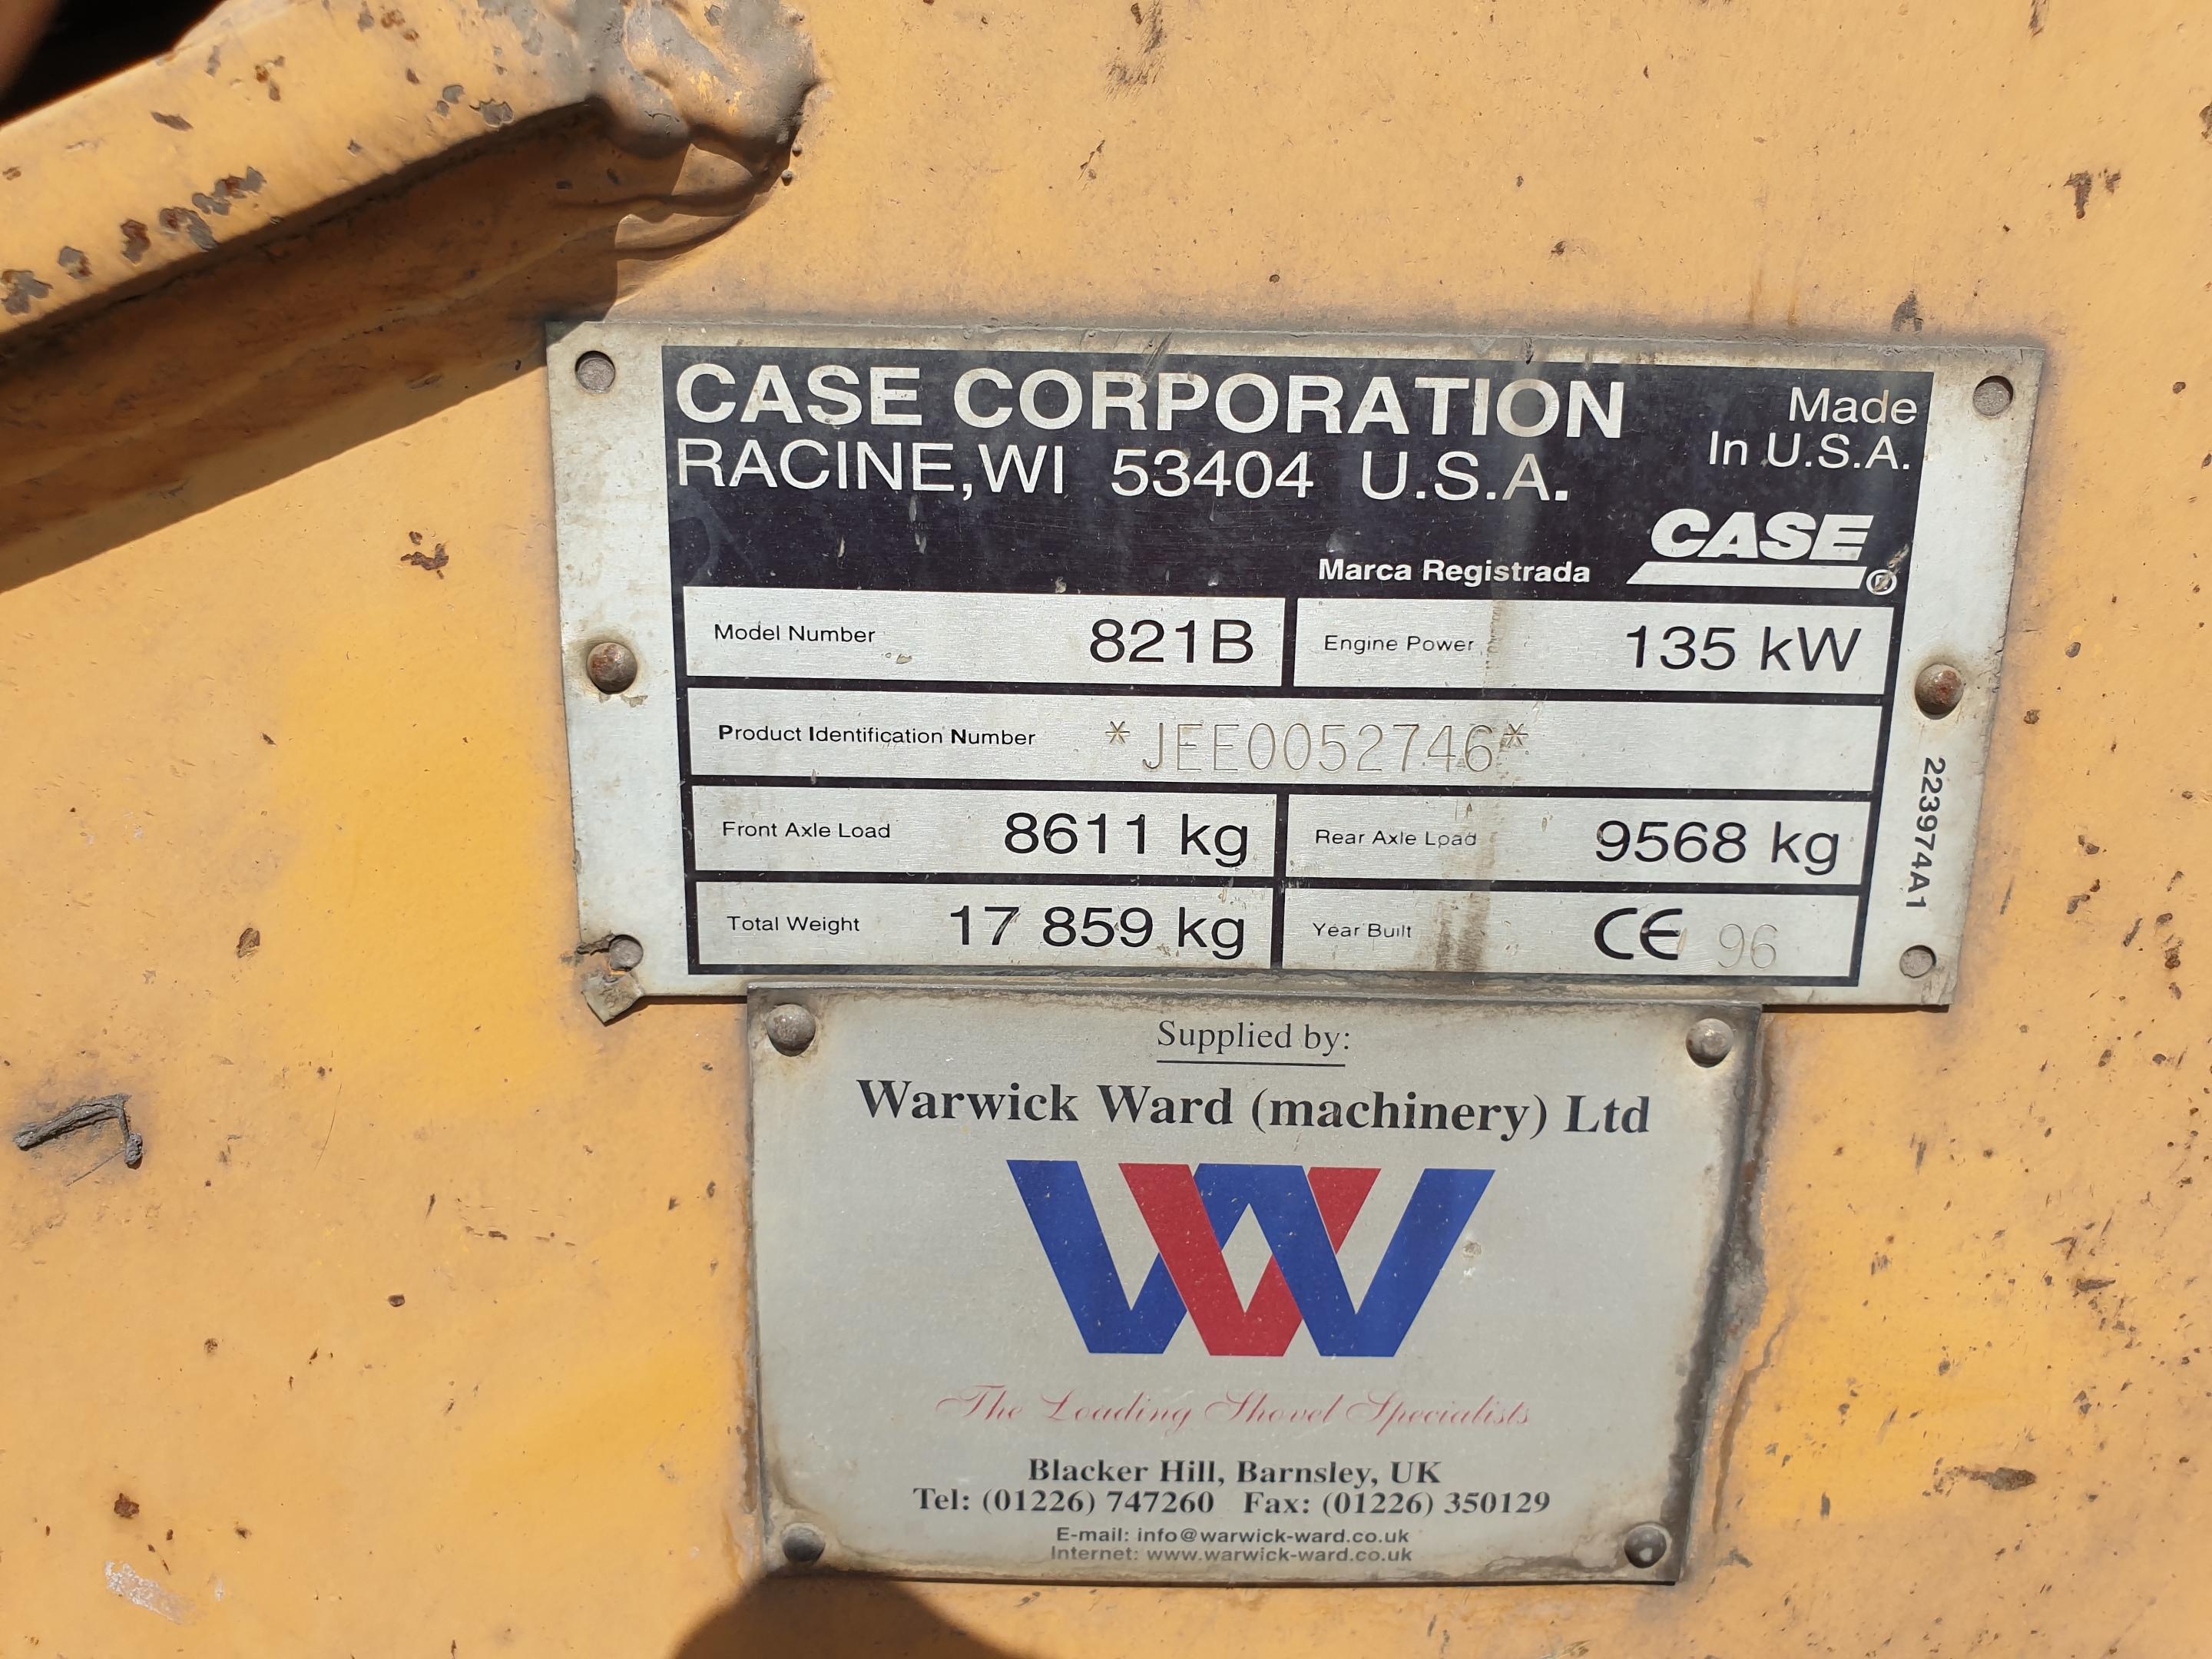 CASE CORPORATION
RACINE, WI 53404 U.S.A.
Made
In U.S.A.
CASE
Marca Registrada ®
Model Number 821B Engine Power 135 kW
Product Identification Number *JEE0052746*
Front Axle Load 8611 kg Rear Axle Load 9568 kg
Total Weight 17 859 kg Year Built CE 96
223974A1
Supplied by:
Warwick Ward (machinery) Ltd
WW
The Loading Shovel Specialists
Blacker Hill, Barnsley, UK
Tel: (01226) 747260 Fax: (01226) 350129
E-mail: info@warwick-ward.co.uk
Internet: www.warwick-ward.co.uk